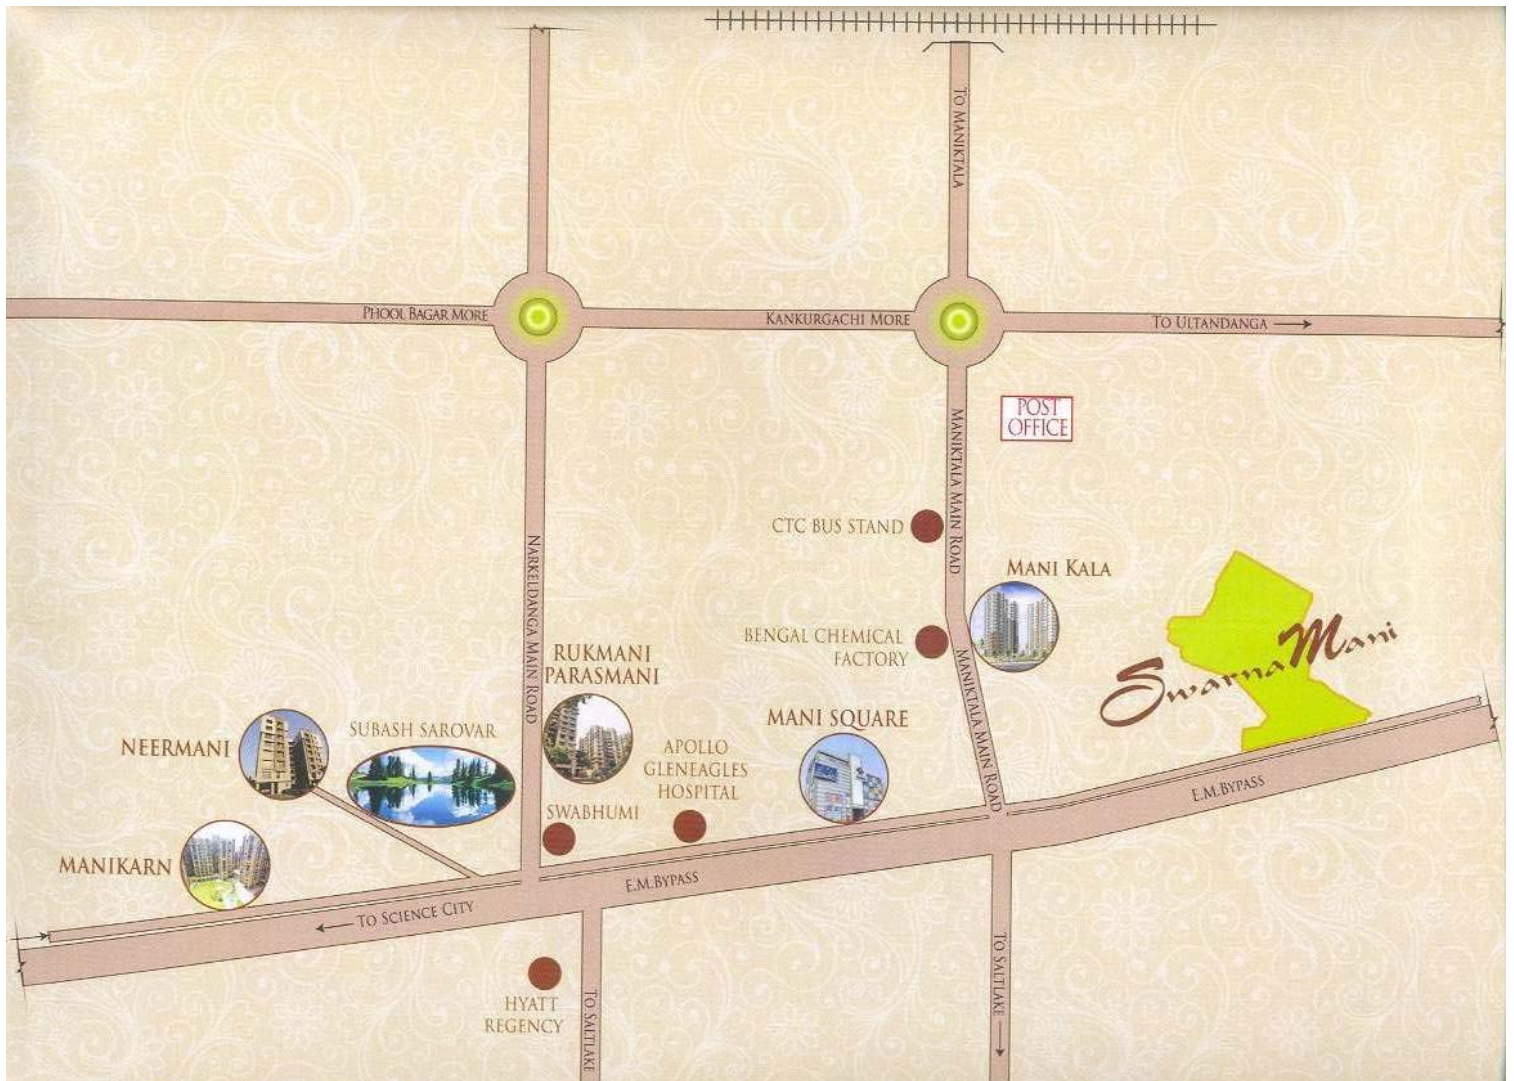 TO MANIKTALA
PHOOL BAGAR MORE
KANKURGACHI MORE
TO ULTANDANGA
POST
OFFICE
MANIKTALA MAIN ROAD
CTC BUS STAND
NARKELDANGA MAIN ROAD
MANI KALA
BENGAL CHEMICAL
FACTORY
MANIKTALA MAIN ROAD
SwarnaMani
RUKMANI
PARASMANI
MANI SQUARE
NEERMANI
SUBASH SAROVAR
APOLLO
GLENEAGLES
HOSPITAL
E.M.BYPASS
SWABHUMI
MANIKARN
E.M.BYPASS
TO SCIENCE CITY
HYATT
REGENCY
TO SALTLAKE
TO SALTLAKE